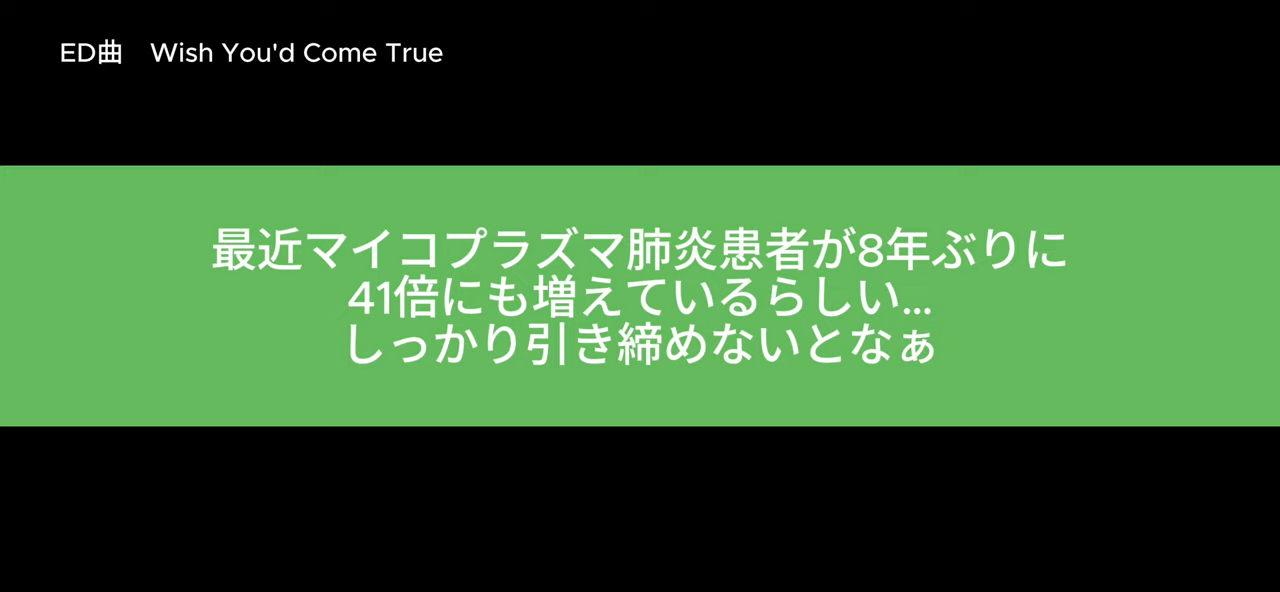 ED曲　Wish You'd Come True
最近マイコプラズマ肺炎患者が8年ぶりに
41倍にも増えているらしい...
しっかり引き締めないとなぁ